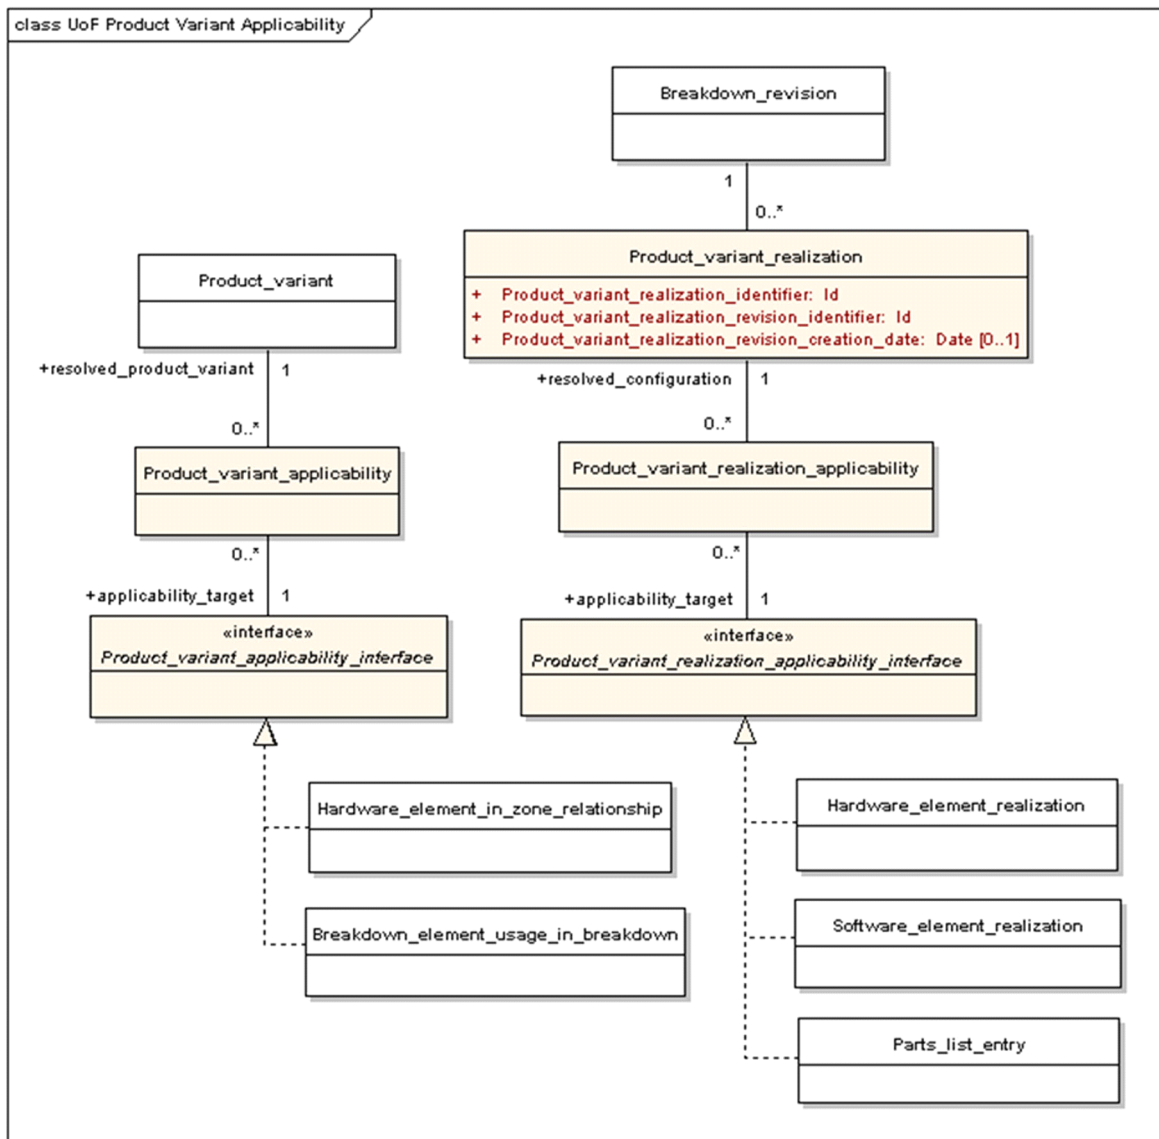 class UoF Product Variant Applicability
Breakdown_revision
1
0..*
Product_variant_realization
+ Product_variant_realization_identifier: Id
+ Product_variant_realization_revision_identifier: Id
+ Product_variant_realization_revision_creation_date: Date [0..1]
Product_variant
+resolved_product_variant 1
0..*
+resolved_configuration 1
0..*
Product_variant_applicability
Product_variant_realization_applicability
0..*
+applicability_target 1
0..*
+applicability_target 1
«interface»
Product_variant_applicability_interface
«interface»
Product_variant_realization_applicability_interface
Hardware_element_in_zone_relationship
Breakdown_element_usage_in_breakdown
Hardware_element_realization
Software_element_realization
Parts_list_entry